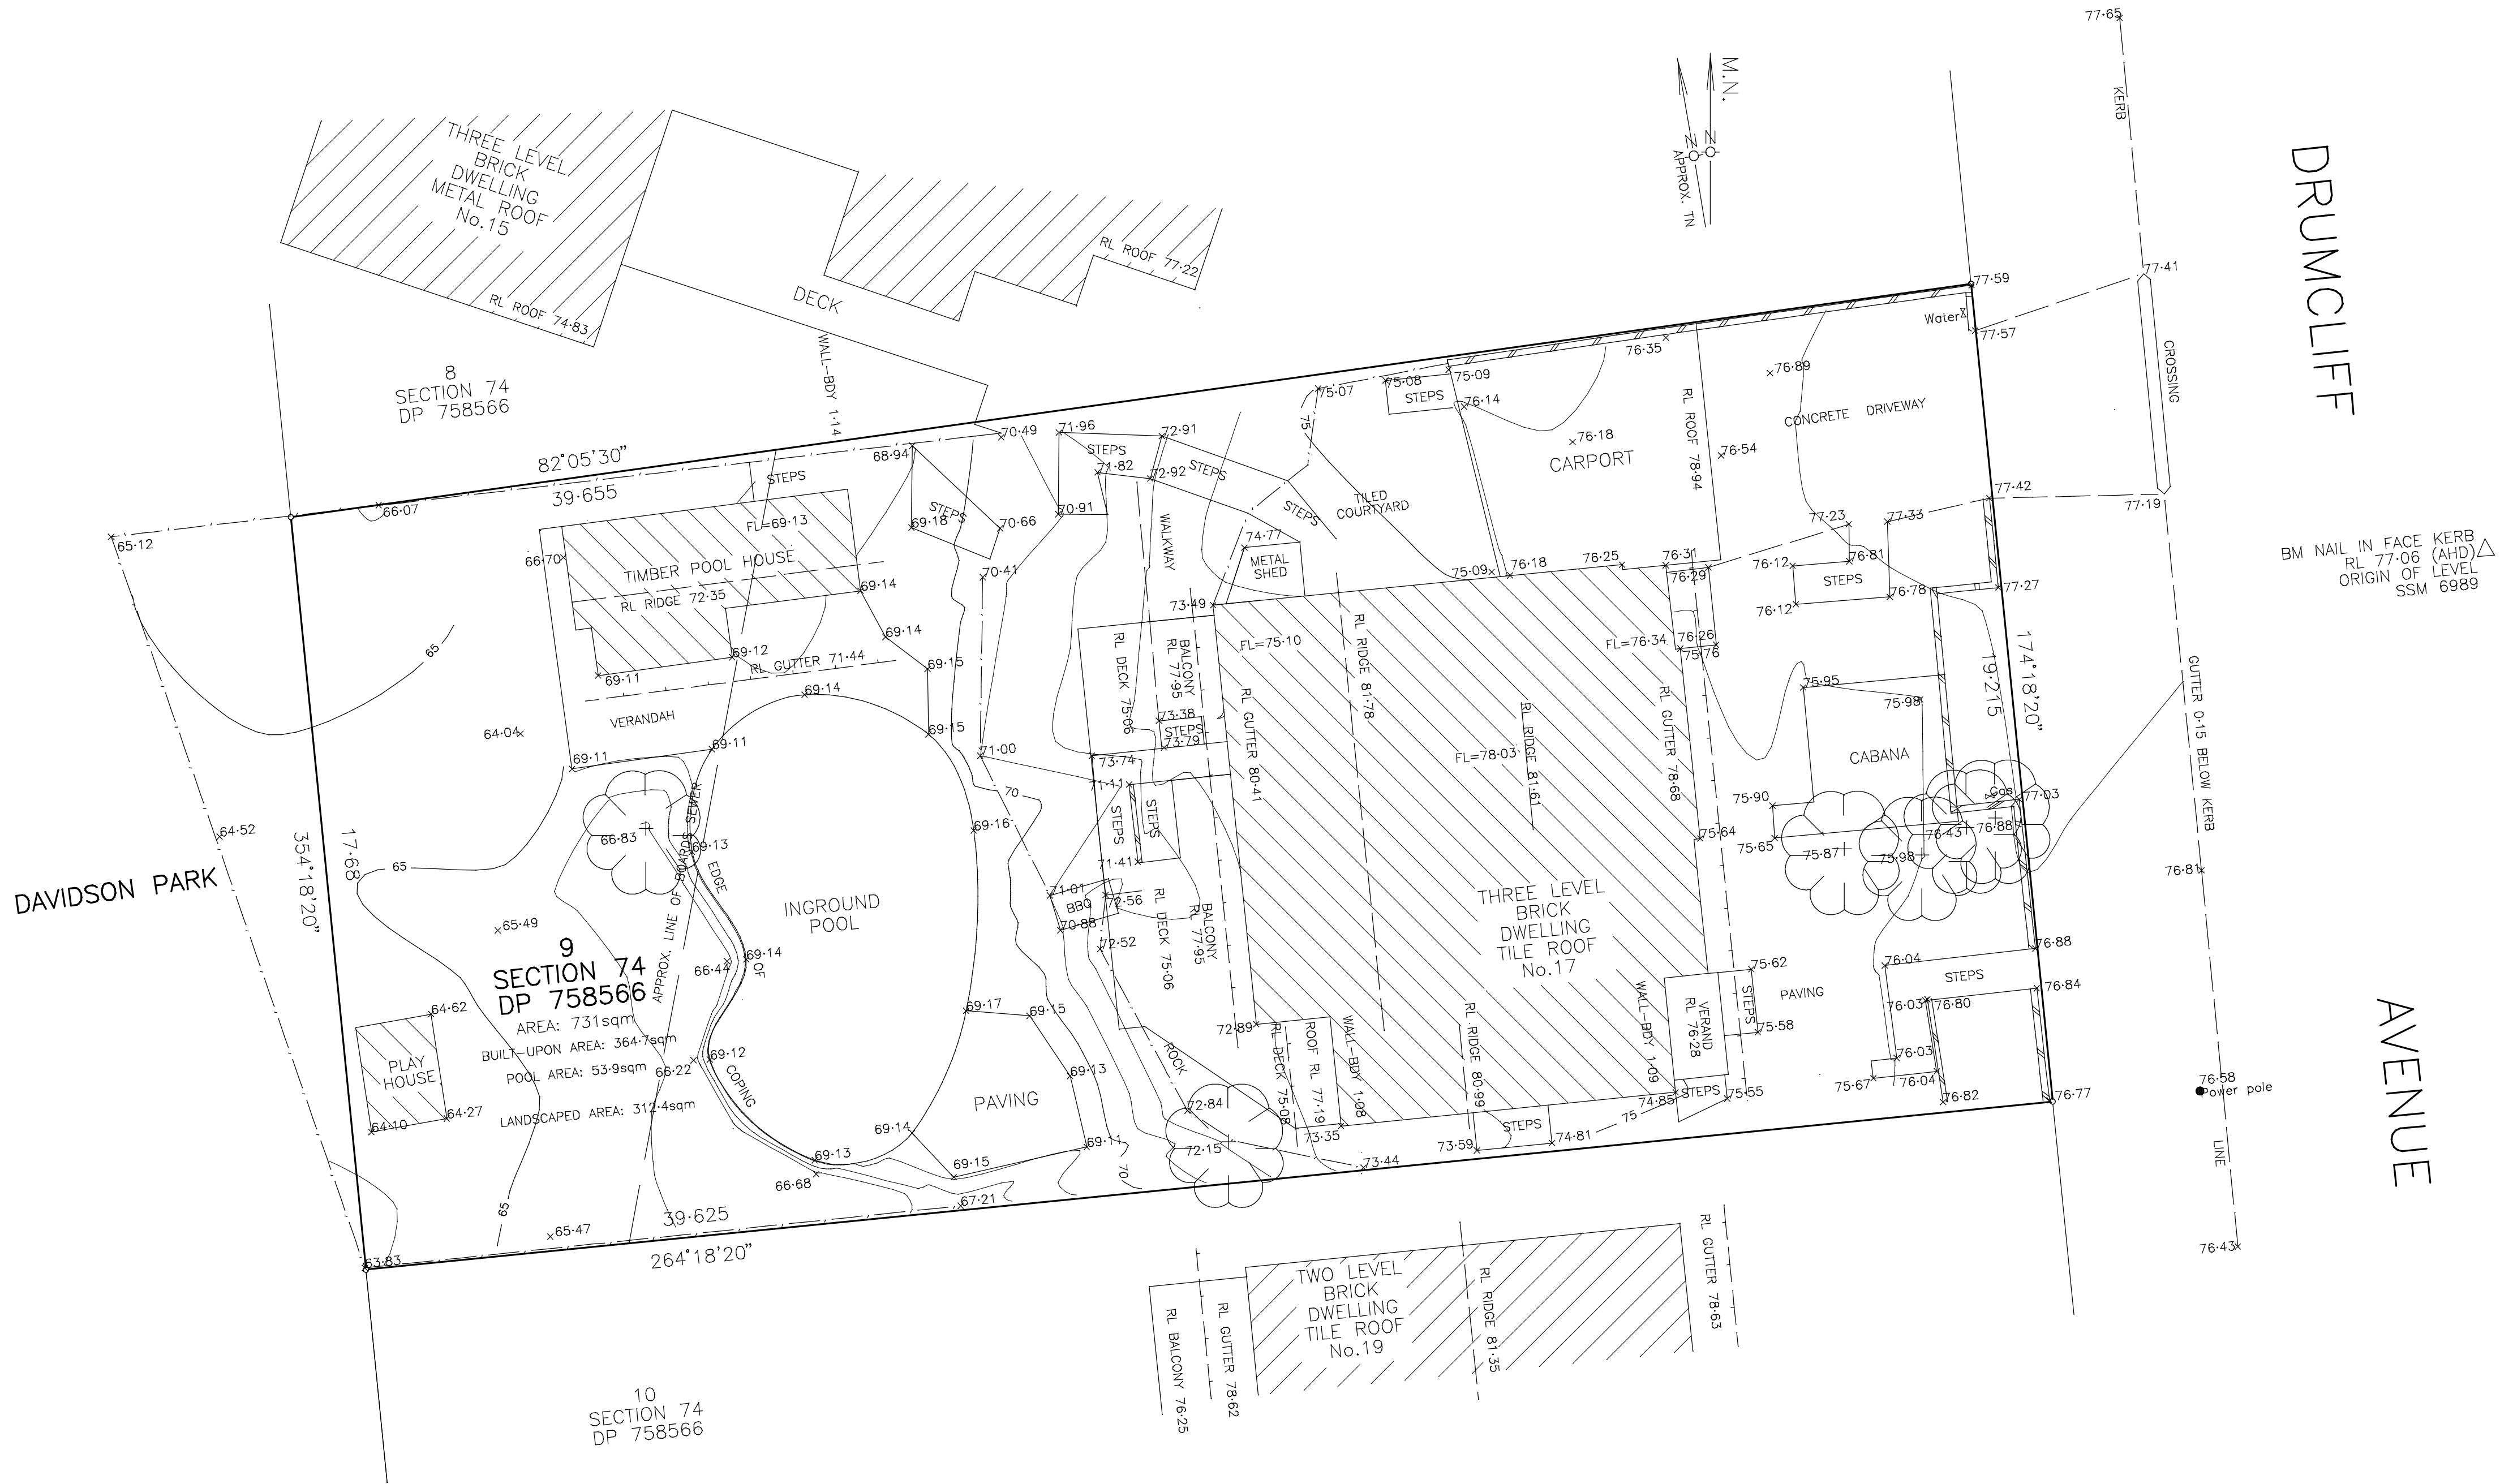 77·65
KERB
M.N.
N
N
APPROX. TN
DRUMCLIFF
AVENUE
THREE LEVEL
BRICK
DWELLING
METAL ROOF
No.15
RL ROOF 74·83
DECK
RL ROOF 77·22
WALL-BDY 1·14
8
SECTION 74
DP 758566
82°05'30"
39·655
77·59
77·41
Water
77·57
CROSSING
76·35
76·89
75·09
75·08
STEPS
75·07
75
76·14
RL ROOF 78·94
CONCRETE DRIVEWAY
76·18
76·54
CARPORT
TILED
COURTYARD
77·42
77·19
77·23
77·33
76·81
76·12
STEPS
76·12
76·78
77·27
BM NAIL IN FACE KERB
RL 77·06 (AHD)
ORIGIN OF LEVEL
SSM 6989
70·49
71·96
72·91
STEPS
71·82
72·92
STEPS
STEPS
68·94
STEPS
STEPS
69·18
70·66
70·91
WALKWAY
74·77
METAL
SHED
75·09
76·18
76·25
76·31
76·29
66·07
65·12
FL=69·13
66·70
TIMBER POOL HOUSE
RL RIDGE 72·35
69·14
70·41
73·49
69·14
69·12
RL GUTTER 71·44
69·15
69·11
69·14
65
VERANDAH
64·04
69·11
69·11
69·15
71·00
RL DECK 75·06
BALCONY
RL 77·95
FL=75·10
RL RIDGE 81·78
FL=76·34
76·26
75·76
73·38
STEPS
73·79
73·74
RL GUTTER 80·41
RL RIDGE 81·61
FL=78·03
RL GUTTER 78·68
75·95
75·98
CABANA
174°18'20"
19·215
GUTTER 0·15 BELOW KERB
70
71·11
STEPS
STEPS
71·41
69·16
75·90
Gas
77·03
75·64
75·65
75·87
75·98
76·43
76·88
64·52
354°18'20"
17·68
66·83
69·13
EDGE
OF
COPING
APPROX. LINE OF BOARDS SEWER
65
DAVIDSON PARK
INGROUND
POOL
71·01
BBQ
72·56
70·88
72·52
RL DECK 75·06
BALCONY
RL 77·95
THREE LEVEL
BRICK
DWELLING
TILE ROOF
No.17
76·81
65·49
9
SECTION 74
DP 758566
AREA: 731sqm
BUILT-UPON AREA: 364·7sqm
POOL AREA: 53·9sqm
LANDSCAPED AREA: 312·4sqm
66·44
69·14
76·88
76·04
STEPS
75·62
PAVING
76·84
76·03
76·80
75·58
STEPS
VERAND
RL 76·28
WALL-BDY 1·09
64·62
PLAY
HOUSE
64·27
64·10
69·17
69·15
72·89
RL DECK 75·08
ROOF RL 77·19
WALL-BDY 1·08
RL RIDGE 80·99
ROCK
69·12
66·22
69·13
76·03
75·67
76·04
76·82
76·77
76·58
Power pole
PAVING
72·84
73·35
74·85
STEPS
75·55
75
69·14
69·11
72·15
73·59
STEPS
74·81
69·13
69·15
70
73·44
LINE
66·68
67·21
65
65·47
39·625
264°18'20"
63·83
76·43
TWO LEVEL
BRICK
DWELLING
TILE ROOF
No.19
RL BALCONY 76·25
RL GUTTER 78·62
RL RIDGE 81·35
RL GUTTER 78·63
10
SECTION 74
DP 758566